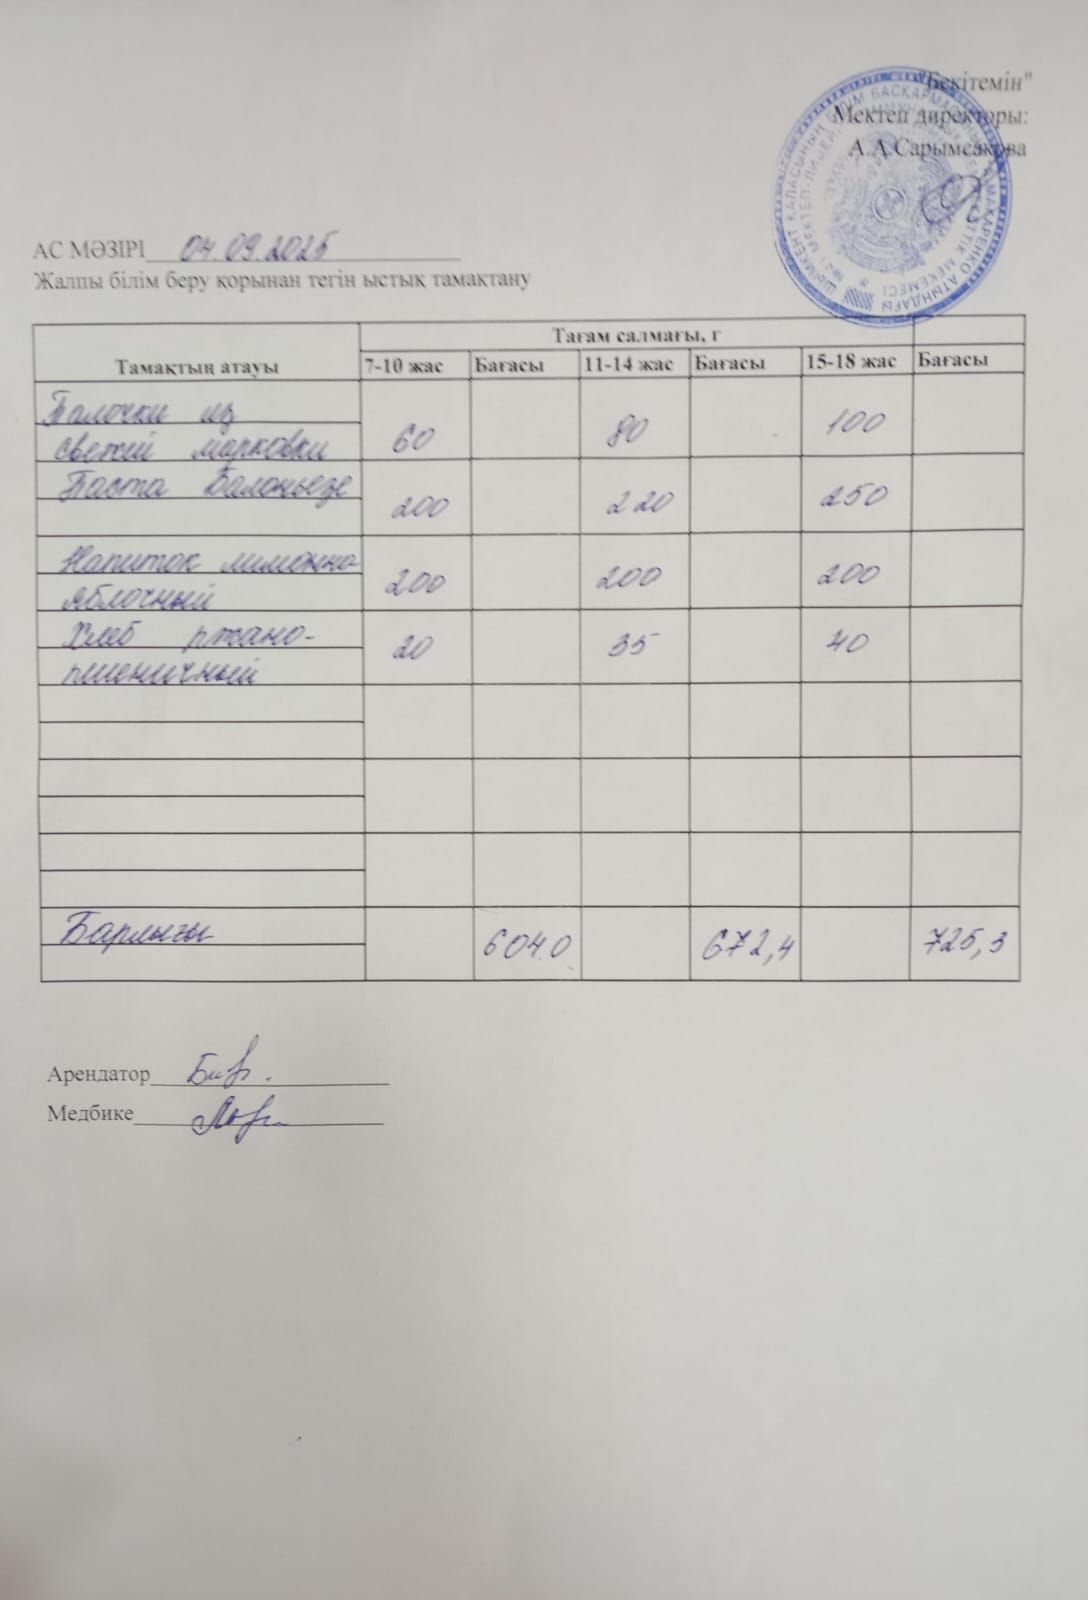 "Бекітемін"
Мектеп директоры:
А.А.Сарымсакова
АС МӘЗІРІ 04.09.2025
Жалпы білім беру қорынан тегін ыстық тамақтану
Тағам салмағы, г
Тамақтың атауы 7-10 жас Бағасы 11-14 жас Бағасы 15-18 жас Бағасы
Палочки из
свежий марковки 60 80 100
Паста Балоньезе
200 220 250
Напиток лимонно
яблочный 200 200 200
Хлеб ржано-
пшеничный 20 35 40
Барлығы 604.0 672,4 725,3
Арендатор
Медбике